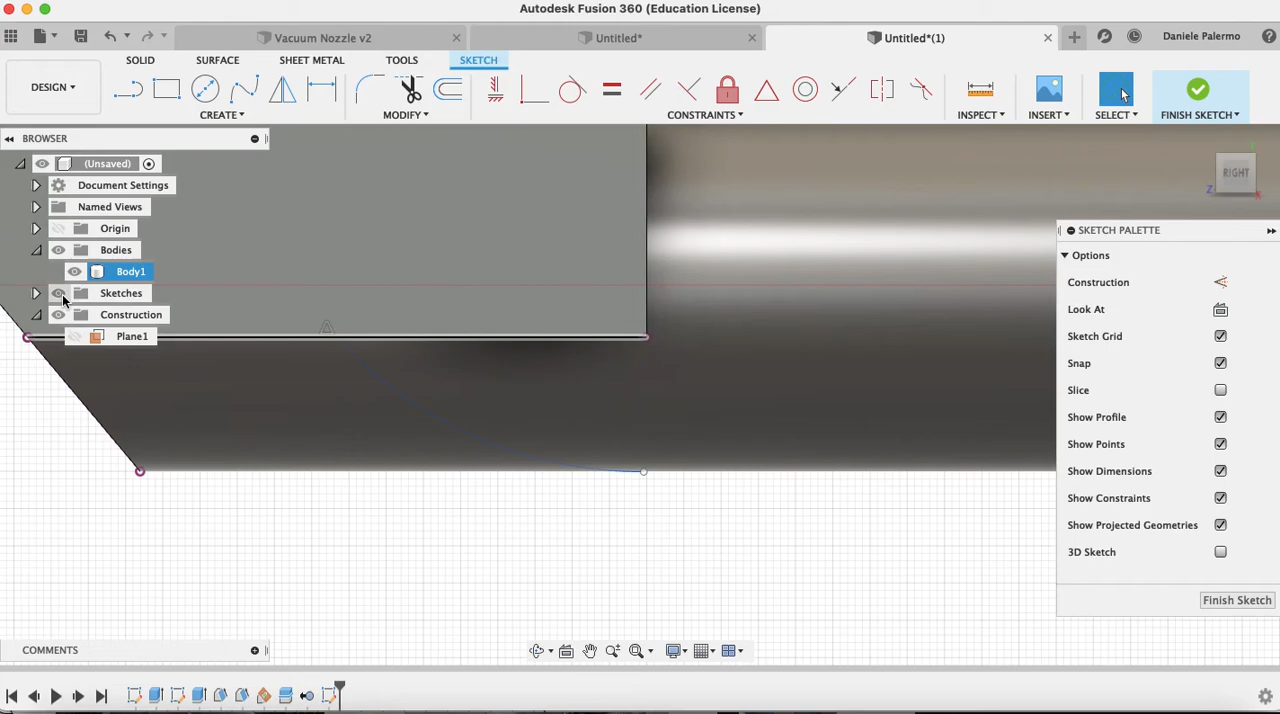 Autodesk Fusion 360 (Education License)
Vacuum Nozzle v2
Untitled*
Untitled*(1)
Daniele Palermo
DESIGN
SOLID
SURFACE
SHEET METAL
TOOLS
SKETCH
CREATE
MODIFY
CONSTRAINTS
INSPECT
INSERT
SELECT
FINISH SKETCH
BROWSER
(Unsaved)
Document Settings
Named Views
Origin
Bodies
Body1
Sketches
Construction
Plane1
RIGHT
Z
X
SKETCH PALETTE
Options
Construction
Look At
Sketch Grid
Snap
Slice
Show Profile
Show Points
Show Dimensions
Show Constraints
Show Projected Geometries
3D Sketch
Finish Sketch
COMMENTS